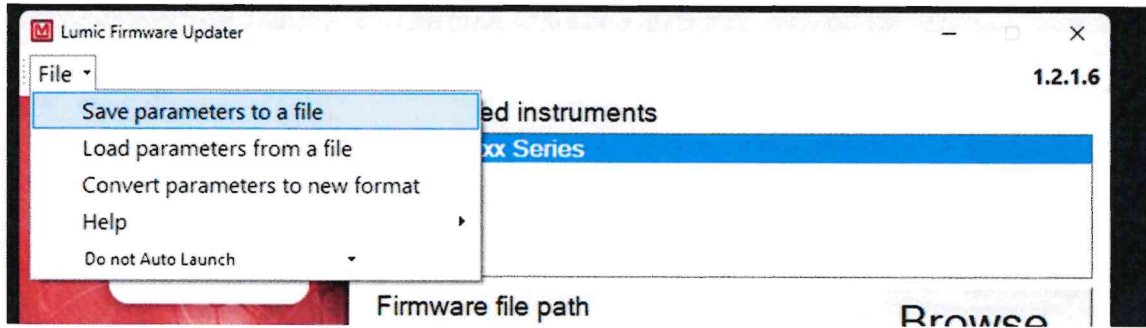 Lumic Firmware Updater
File
1.2.1.6
Save parameters to a file
ed instruments
Load parameters from a file
xx Series
Convert parameters to new format
Help
Do not Auto Launch
Firmware file path
Browse